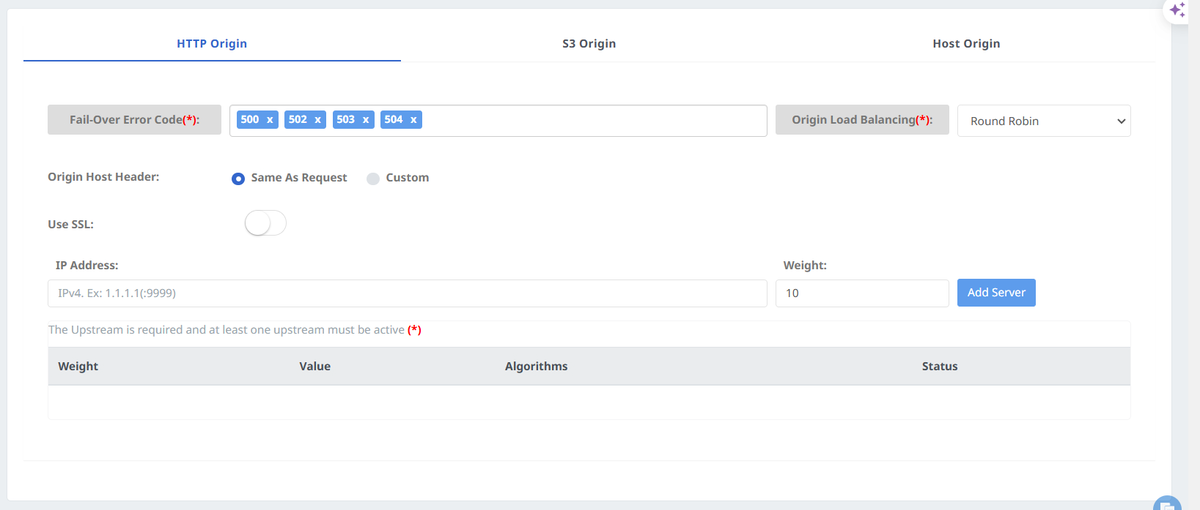 HTTP Origin S3 Origin Host Origin
Fail-Over Error Code(*): 500 x 502 x 503 x 504 x Origin Load Balancing(*): Round Robin
Origin Host Header: Same As Request Custom
Use SSL:
IP Address: Weight:
IPv4. Ex: 1.1.1.1(:9999) 10 Add Server
The Upstream is required and at least one upstream must be active (*)
Weight Value Algorithms Status